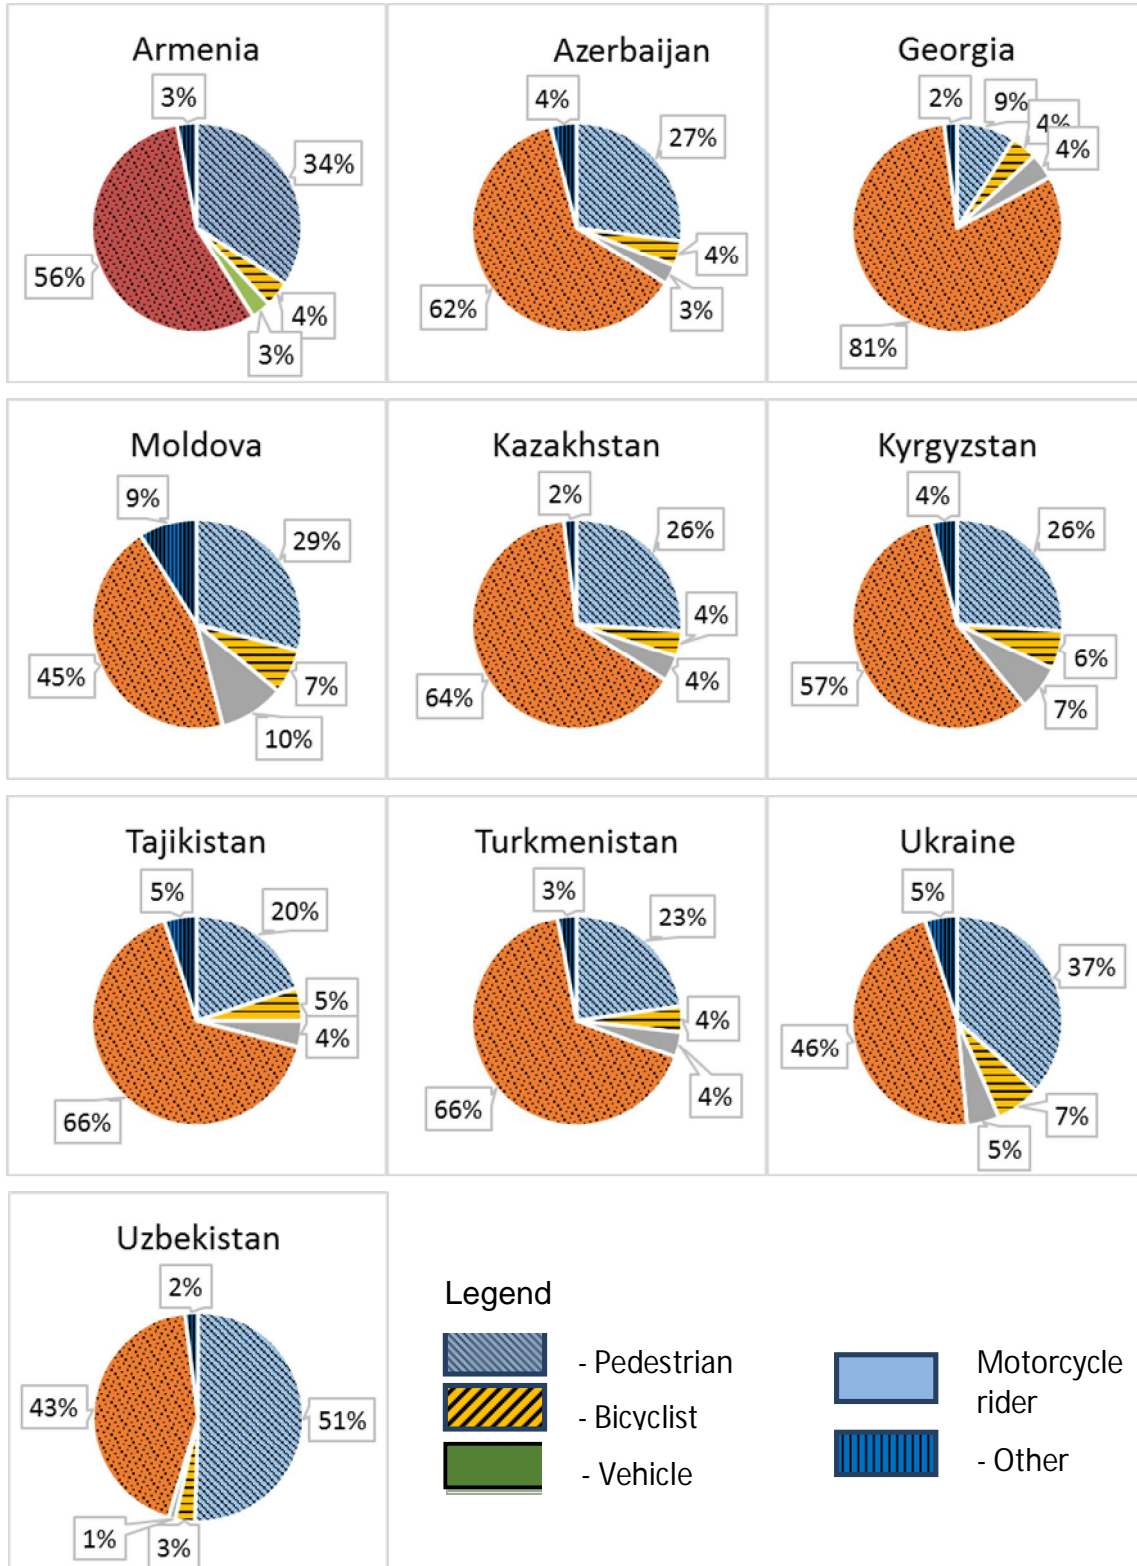 Armenia
3%
34%
56%
4%
3%
Azerbaijan
4%
27%
4%
62%
3%
Georgia
2%
9%
4%
4%
81%
Moldova
9%
29%
45%
7%
10%
Kazakhstan
2%
26%
4%
64%
4%
Kyrgyzstan
4%
26%
6%
57%
7%
Tajikistan
5%
20%
5%
4%
66%
Turkmenistan
3%
23%
4%
66%
4%
Ukraine
5%
37%
46%
7%
5%
Uzbekistan
2%
43%
51%
1%
3%
Legend
- Pedestrian
- Bicyclist
- Vehicle
Motorcycle
rider
- Other